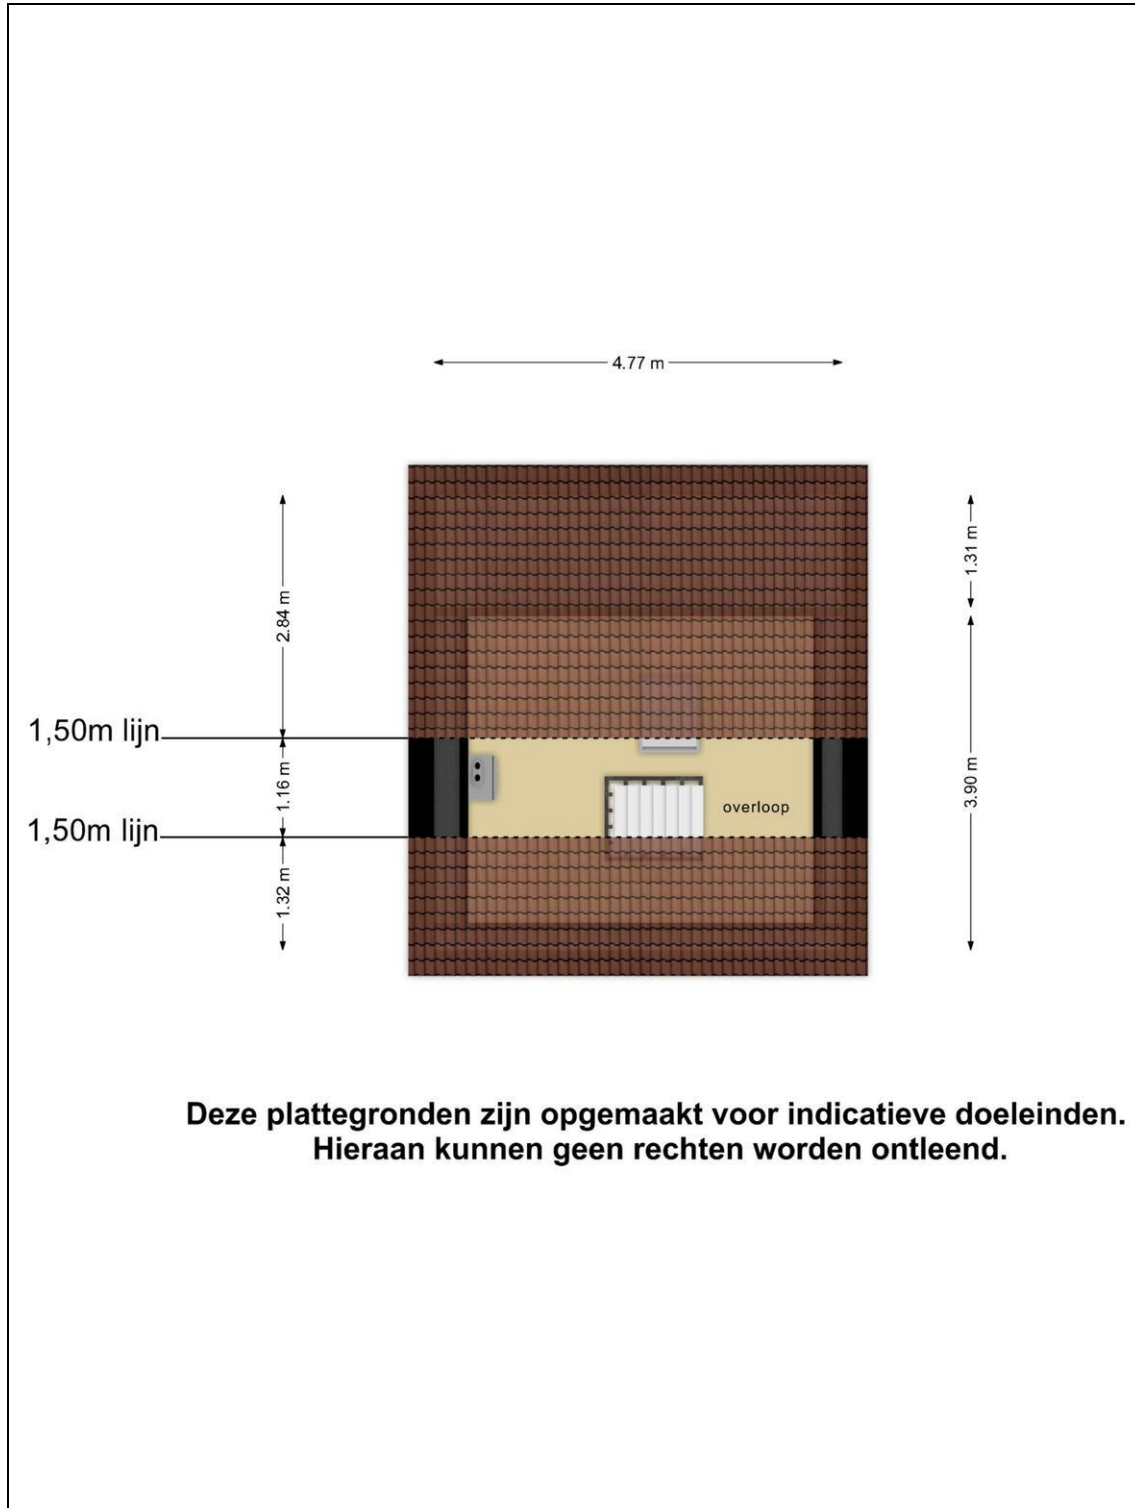 4.77 m
2.84 m
1.31 m
1,50m lijn
1.16 m
3.90 m
overloop
1,50m lijn
1.32 m
Deze plattegronden zijn opgemaakt voor indicatieve doeleinden.
Hieraan kunnen geen rechten worden ontleend.